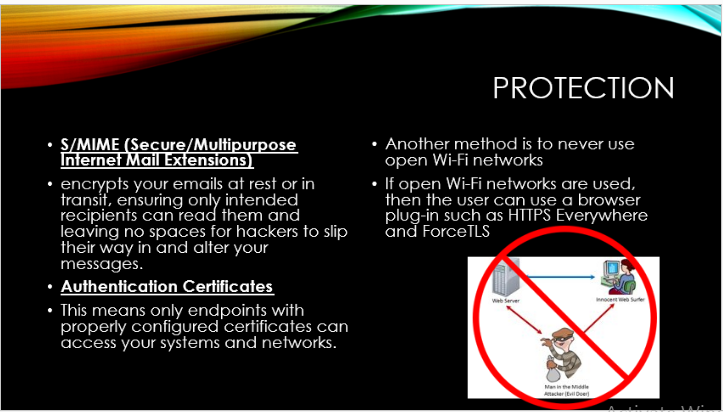 PROTECTION
• S/MIME (Secure/Multipurpose
Internet Mail Extensions)
• encrypts your emails at rest or in
transit, ensuring only intended
recipients can read them and
leaving no spaces for hackers to slip
their way in and alter your
messages.
• Authentication Certificates
• This means only endpoints with
properly configured certificates can
access your systems and networks.
• Another method is to never use
open Wi-Fi networks
• If open Wi-Fi networks are used,
then the user can use a browser
plug-in such as HTTPS Everywhere
and ForceTLS
Web Server
Innocent Web Surfer
Man in the Middle
Attacker (Evil Doer)